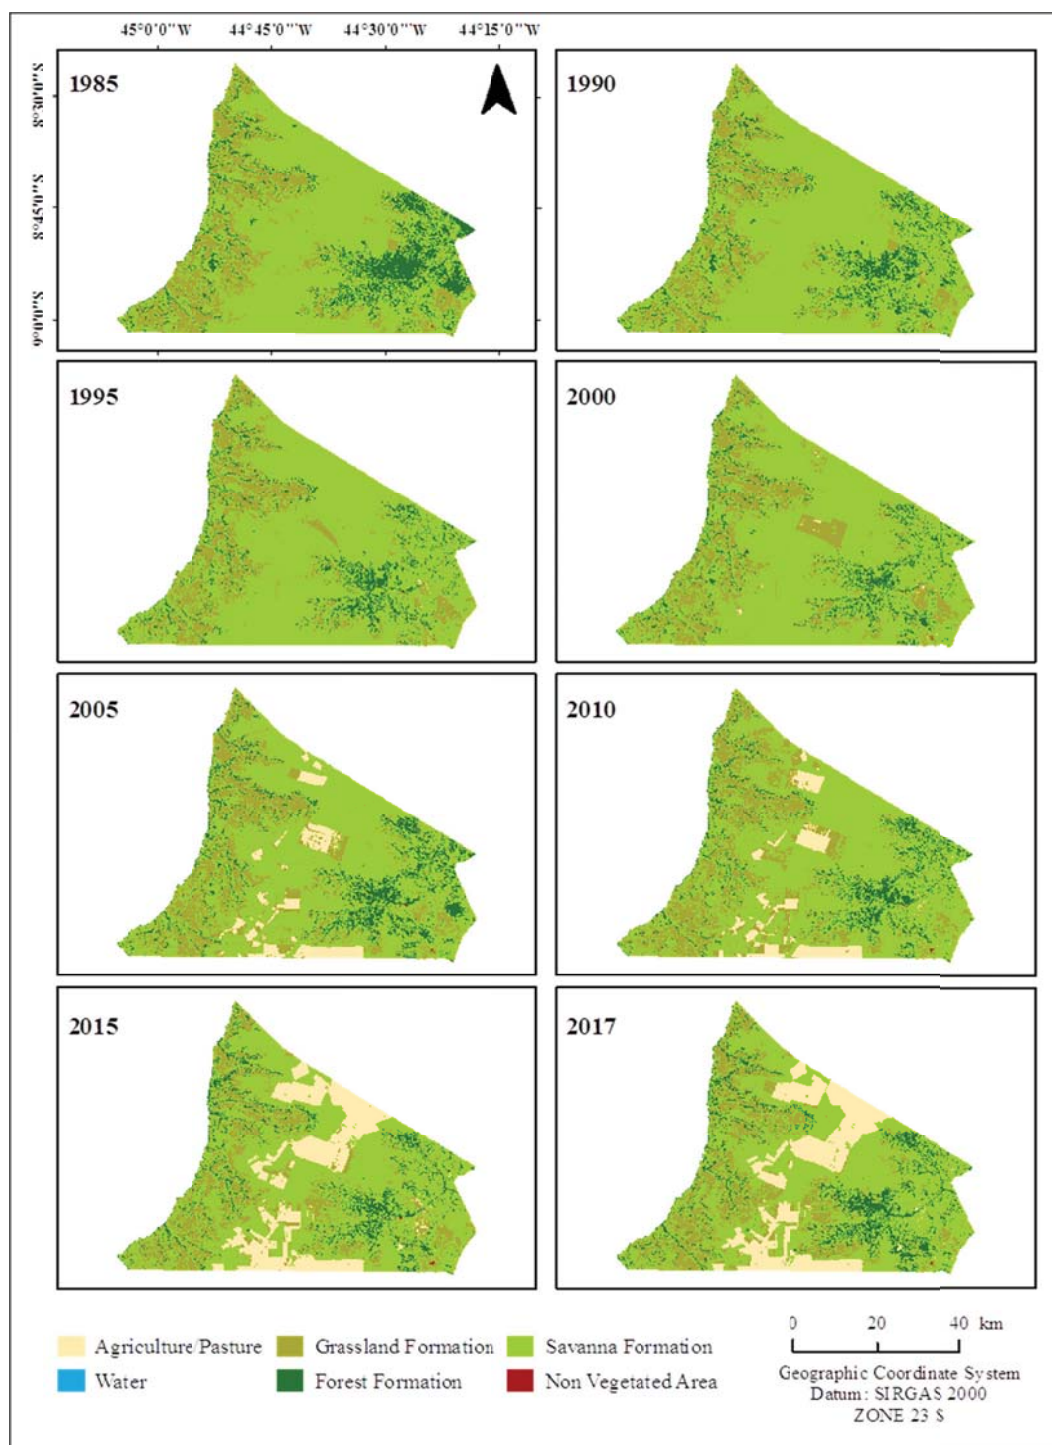 45°0'0"W 44°45'0"W 44°30'0"W 44°15'0"W
8°30'0"S
8°45'0"S
9°0'0"S
1985
1990
1995
2000
2005
2010
2015
2017
Agriculture/Pasture
Grassland Formation
Savanna Formation
Water
Forest Formation
Non Vegetated Area
0 20 40 km
Geographic Coordinate System
Datum: SIRGAS 2000
ZONE 23 S